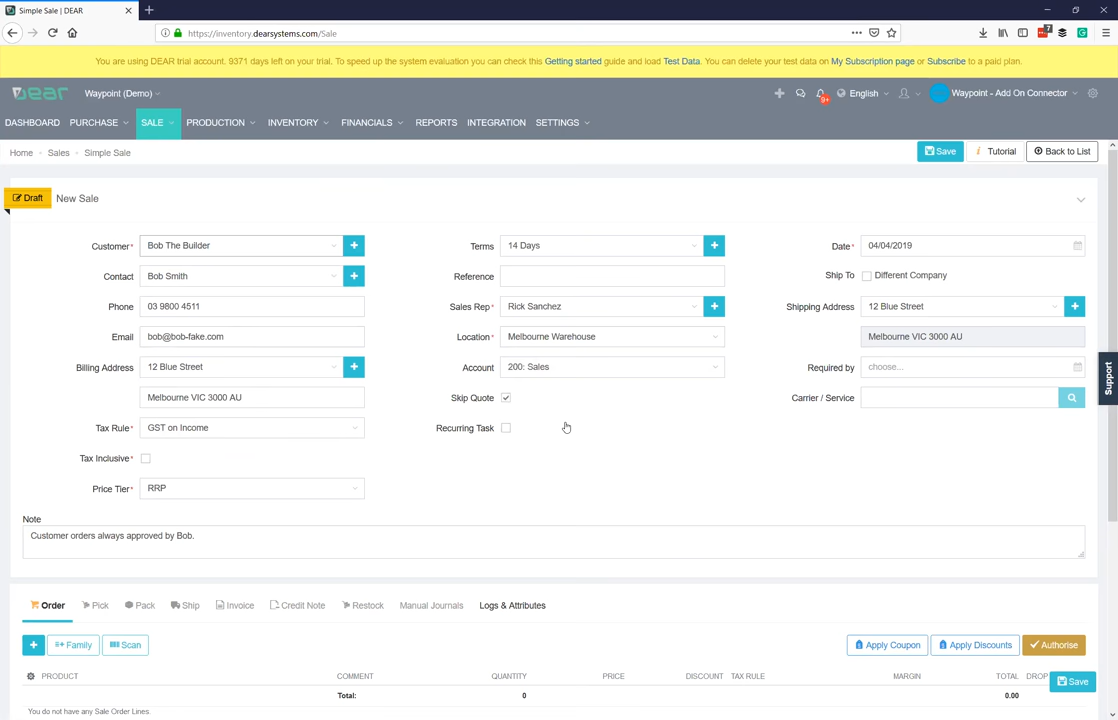 Simple Sale | DEAR
https://inventory.dearsystems.com/Sale
7
You are using DEAR trial account. 9371 days left on your trial. To speed up the system evaluation you can check this Getting started guide and load Test Data. You can delete your test data on My Subscription page or Subscribe to a paid plan.
Dear Waypoint (Demo) 9+ English Waypoint - Add On Connector
DASHBOARD PURCHASE SALE PRODUCTION INVENTORY FINANCIALS REPORTS INTEGRATION SETTINGS
Home - Sales - Simple Sale Save Tutorial Back to List
Draft New Sale
Customer* Bob The Builder Terms 14 Days Date* 04/04/2019
Contact Bob Smith Reference Ship To Different Company
Phone 03 9800 4511 Sales Rep* Rick Sanchez Shipping Address 12 Blue Street
Email bob@bob-fake.com Location* Melbourne Warehouse Melbourne VIC 3000 AU
Billing Address 12 Blue Street Account 200: Sales Required by choose...
Melbourne VIC 3000 AU Skip Quote Carrier / Service
Tax Rule* GST on Income Recurring Task
Tax Inclusive*
Price Tier* RRP
Support
Note
Customer orders always approved by Bob.
Order Pick Pack Ship Invoice Credit Note Restock Manual Journals Logs & Attributes
+ Family Scan Apply Coupon Apply Discounts Authorise
PRODUCT COMMENT QUANTITY PRICE DISCOUNT TAX RULE MARGIN TOTAL DROP
Save
Total: 0 0.00
You do not have any Sale Order Lines.